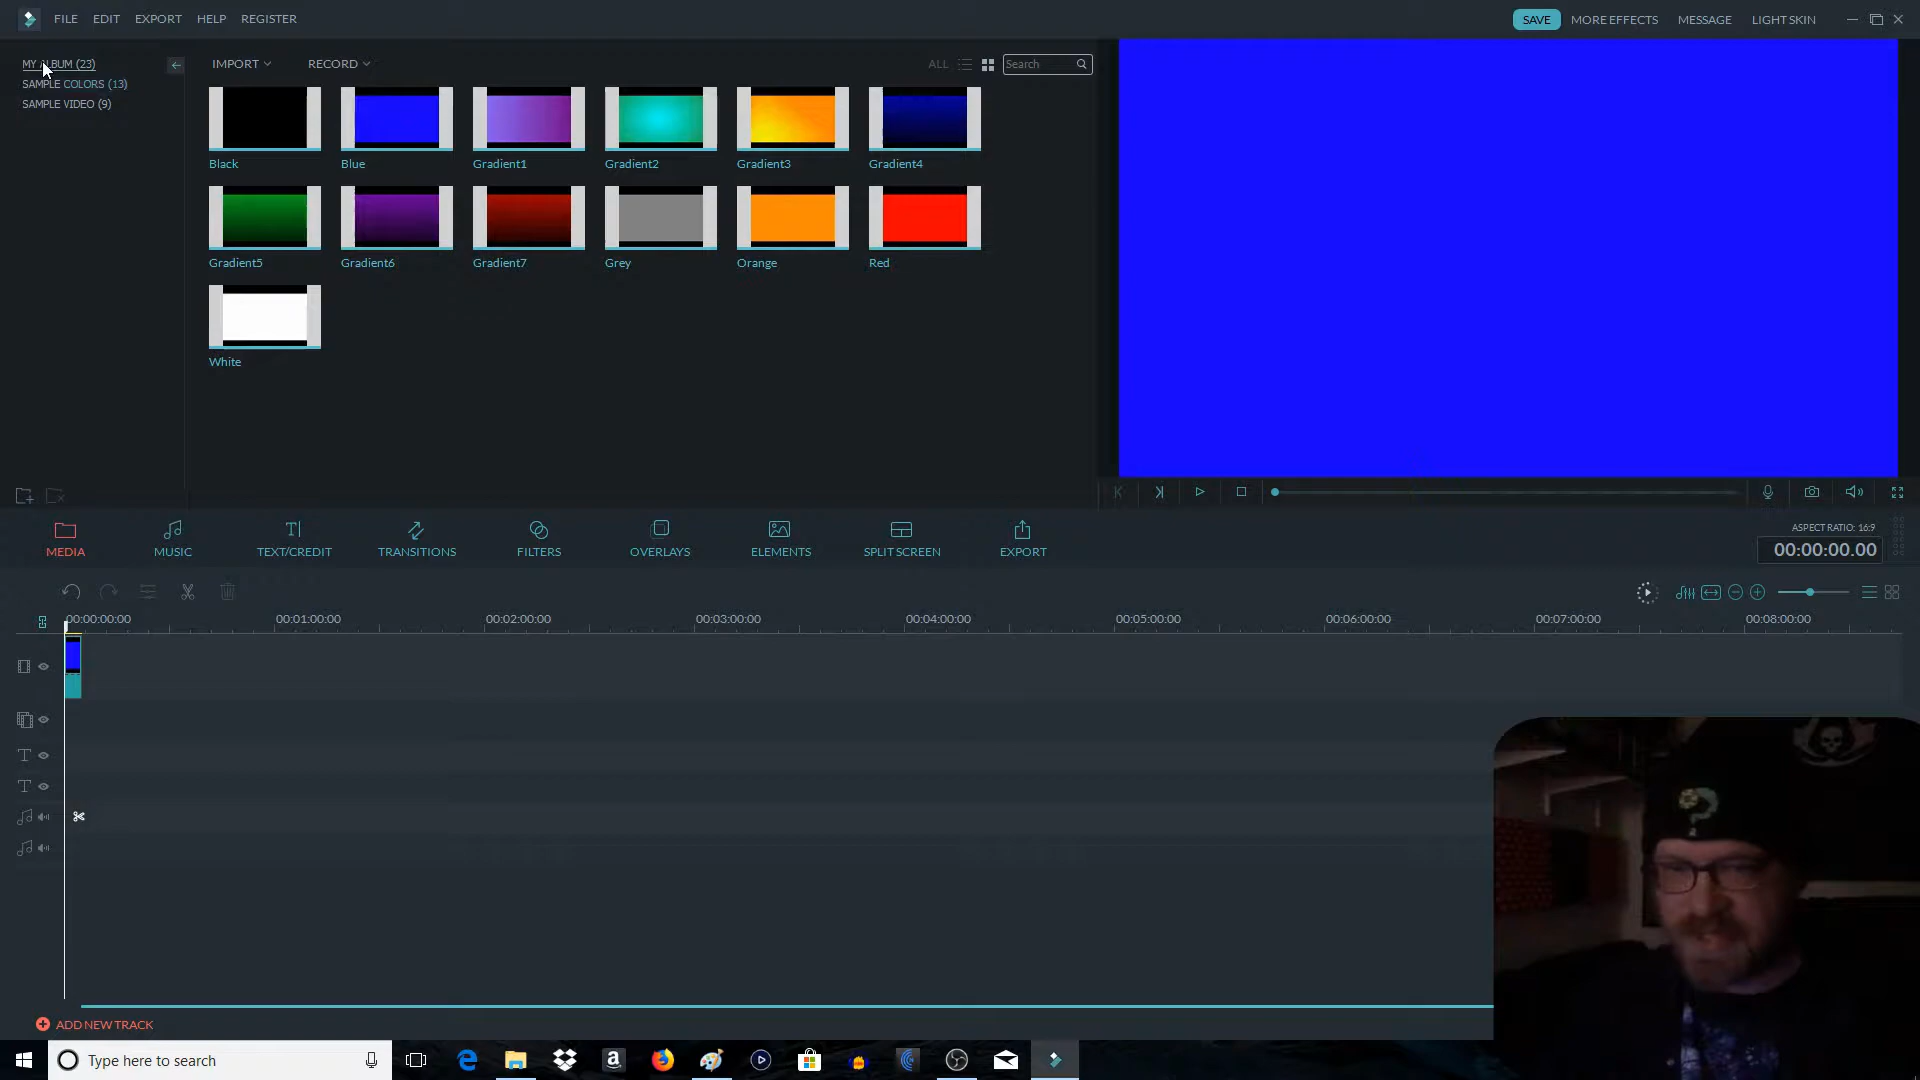 FILE EDIT EXPORT HELP REGISTER
SAVE MORE EFFECTS MESSAGE LIGHT SKIN
MY ALBUM (23)
SAMPLE COLORS (13)
SAMPLE VIDEO (9)
IMPORT RECORD ALL Search
Black Blue Gradient1 Gradient2 Gradient3 Gradient4
Gradient5 Gradient6 Gradient7 Grey Orange Red
White
MEDIA MUSIC TEXT/CREDIT TRANSITIONS FILTERS OVERLAYS ELEMENTS SPLIT SCREEN EXPORT
ASPECT RATIO: 16:9
00:00:00.00
00:00:00:00 00:01:00:00 00:02:00:00 00:03:00:00 00:04:00:00 00:05:00:00 00:06:00:00 00:07:00:00 00:08:00:00
ADD NEW TRACK
Type here to search